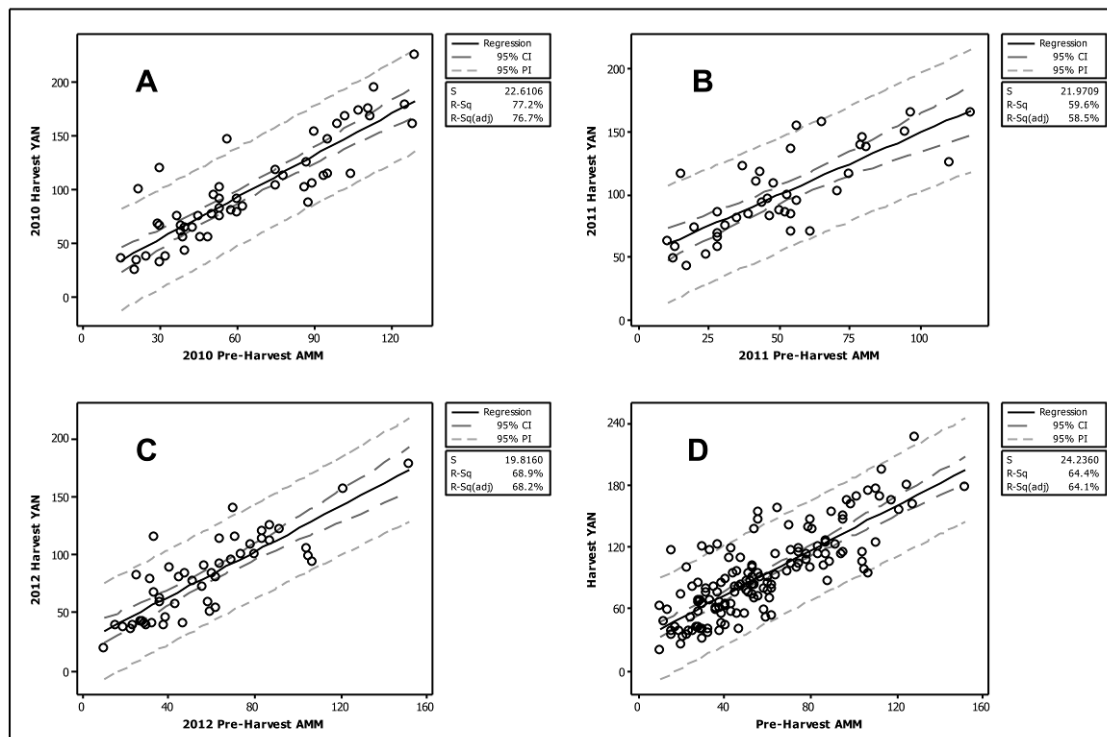 A
Regression
95% CI
95% PI
S 22.6106
R-Sq 77.2%
R-Sq(adj) 76.7%
2010 Harvest YAN
200
150
100
50
0
0 30 60 90 120
2010 Pre-Harvest AMM
B
Regression
95% CI
95% PI
S 21.9709
R-Sq 59.6%
R-Sq(adj) 58.5%
2011 Harvest YAN
200
150
100
50
0
0 25 50 75 100
2011 Pre-Harvest AMM
C
Regression
95% CI
95% PI
S 19.8160
R-Sq 68.9%
R-Sq(adj) 68.2%
2012 Harvest YAN
200
150
100
50
0
0 40 80 120 160
2012 Pre-Harvest AMM
D
Regression
95% CI
95% PI
S 24.2360
R-Sq 64.4%
R-Sq(adj) 64.1%
Harvest YAN
240
180
120
60
0
0 40 80 120 160
Pre-Harvest AMM